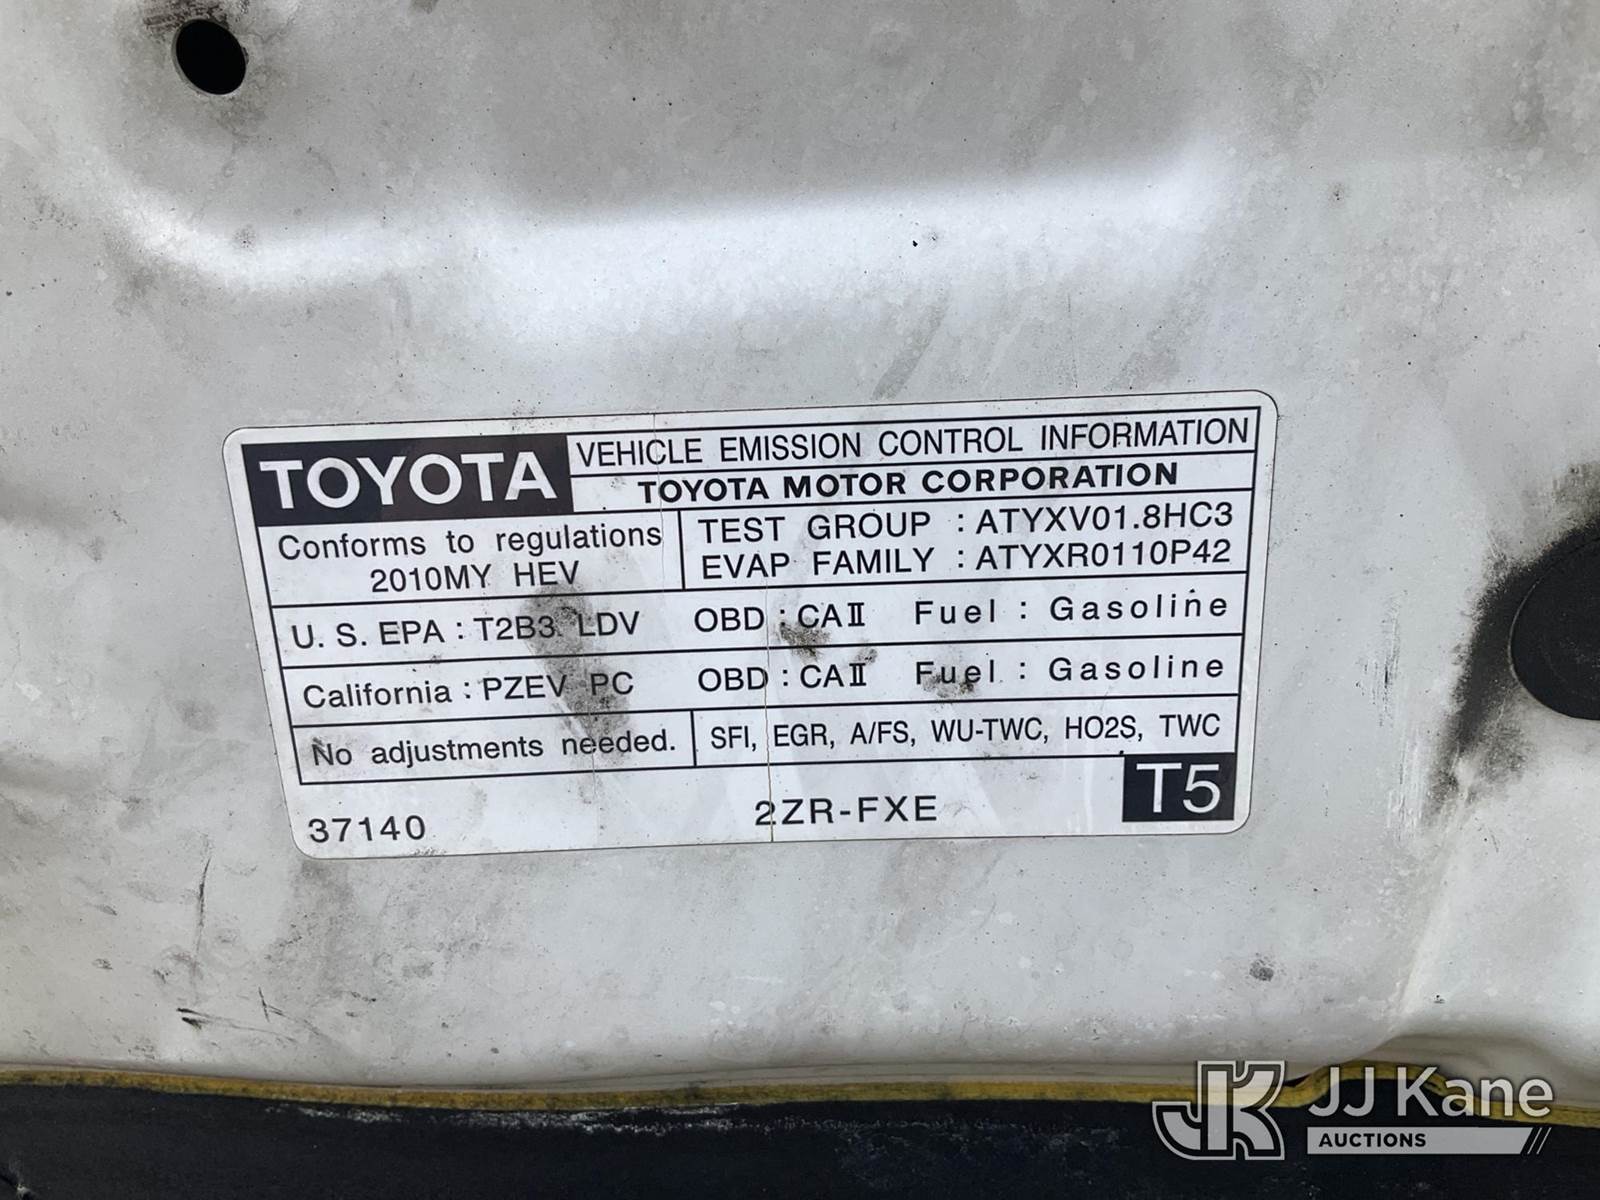 TOYOTA VEHICLE EMISSION CONTROL INFORMATION
TOYOTA MOTOR CORPORATION
Conforms to regulations
2010MY HEV
TEST GROUP : ATYXV01.8HC3
EVAP FAMILY : ATYXR0110P42
U. S. EPA : T2B3 LDV OBD : CAⅡ Fuel : Gasoline
California : PZEV PC OBD : CAⅡ Fuel : Gasoline
No adjustments needed. SFI, EGR, A/FS, WU-TWC, HO2S, TWC
37140 2ZR-FXE T5
JK JJ Kane
AUCTIONS